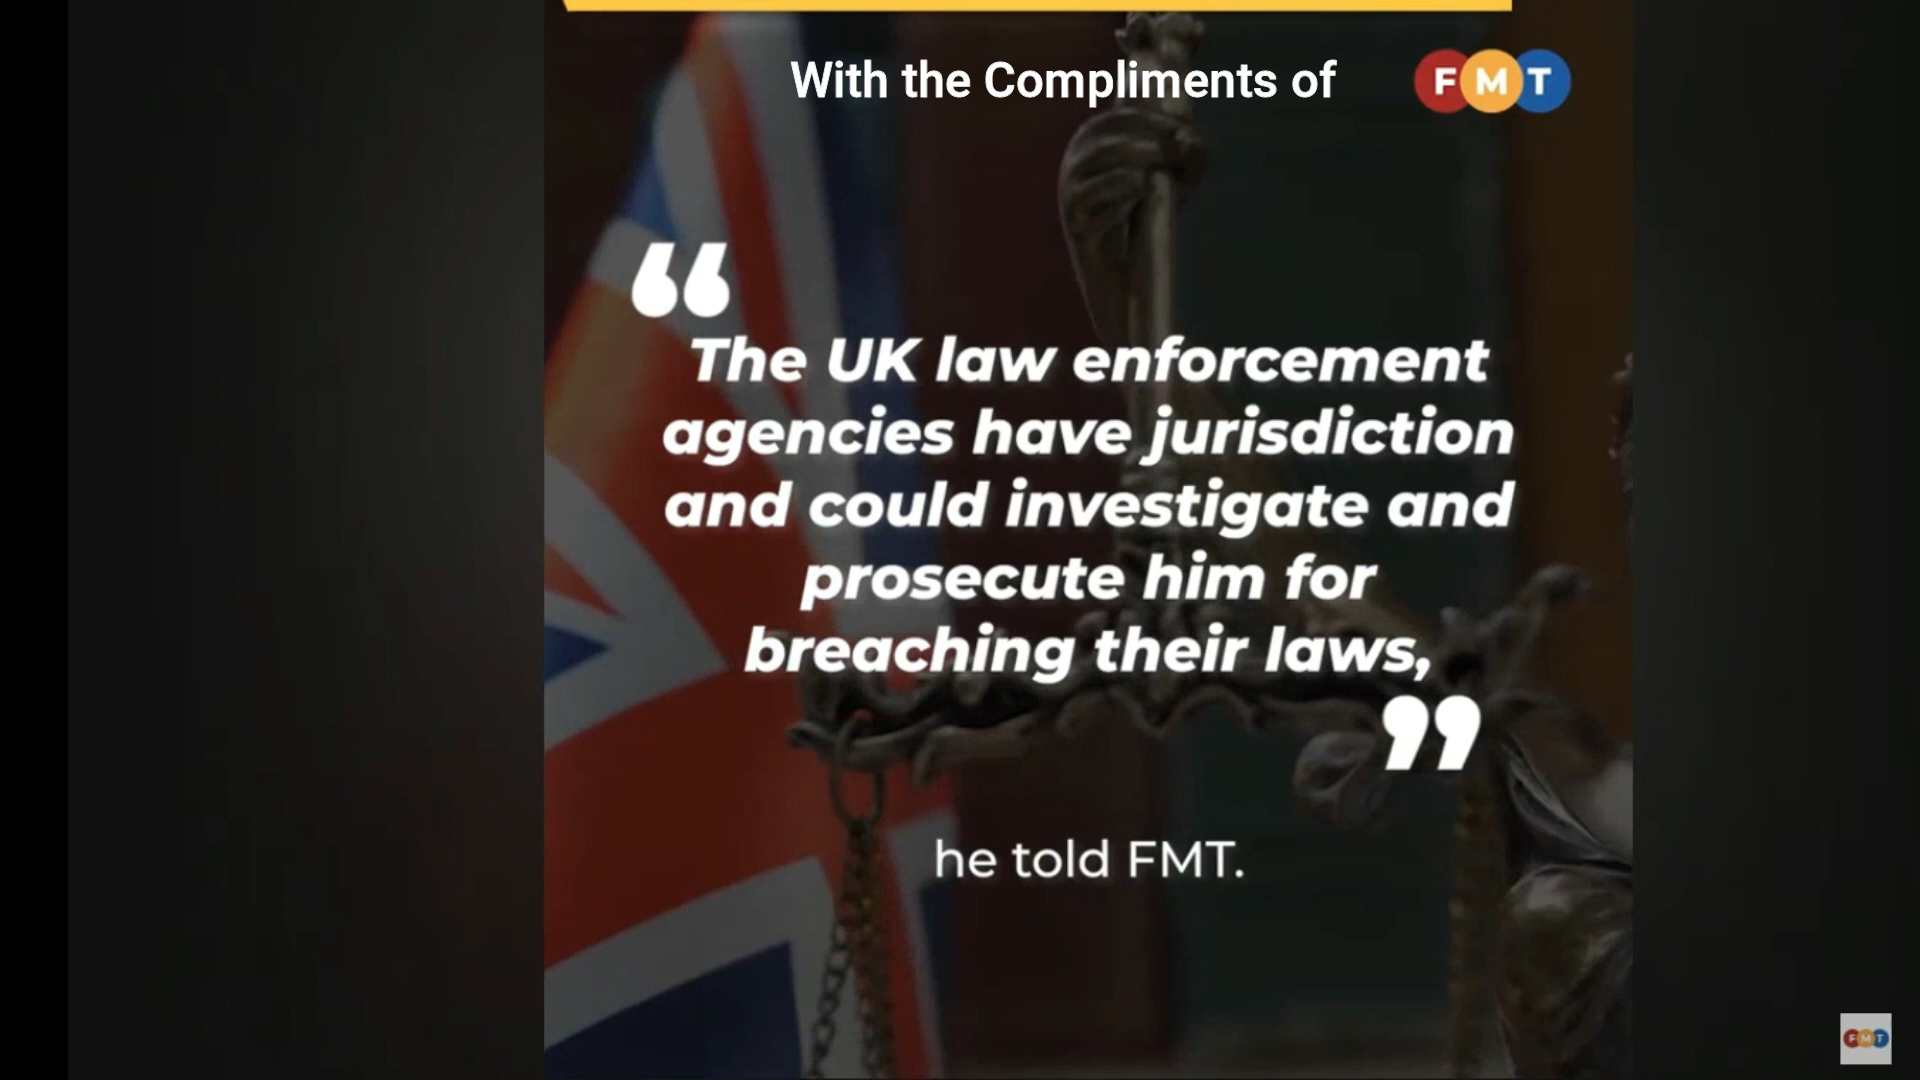 With the Compliments of FMT
“
The UK law enforcement
agencies have jurisdiction
and could investigate and
prosecute him for
breaching their laws,
”
he told FMT.
FMT